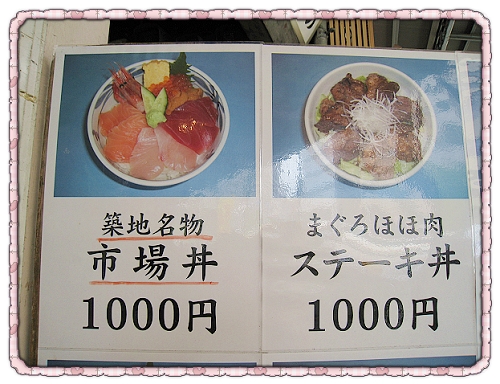 築地名物
市場丼
1000円
まぐろほほ肉
ステーキ丼
1000円